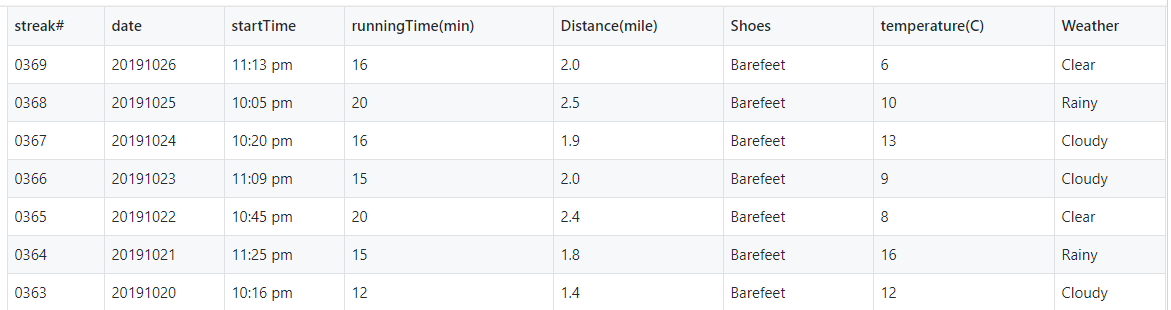 streak# date startTime runningTime(min) Distance(mile) Shoes temperature(C) Weather
0369 20191026 11:13 pm 16 2.0 Barefeet 6 Clear
0368 20191025 10:05 pm 20 2.5 Barefeet 10 Rainy
0367 20191024 10:20 pm 16 1.9 Barefeet 13 Cloudy
0366 20191023 11:09 pm 15 2.0 Barefeet 9 Cloudy
0365 20191022 10:45 pm 20 2.4 Barefeet 8 Clear
0364 20191021 11:25 pm 15 1.8 Barefeet 16 Rainy
0363 20191020 10:16 pm 12 1.4 Barefeet 12 Cloudy